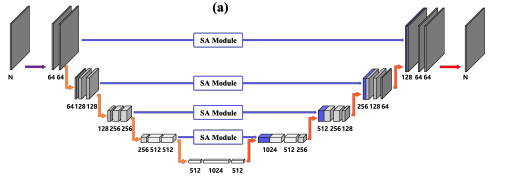 (a)
SA Module
N
64 64
128 64 64
N
SA Module
64 128 128
256 128 64
SA Module
128 256 256
512 256 128
SA Module
256 512 512
1024 512 256
512 1024 512